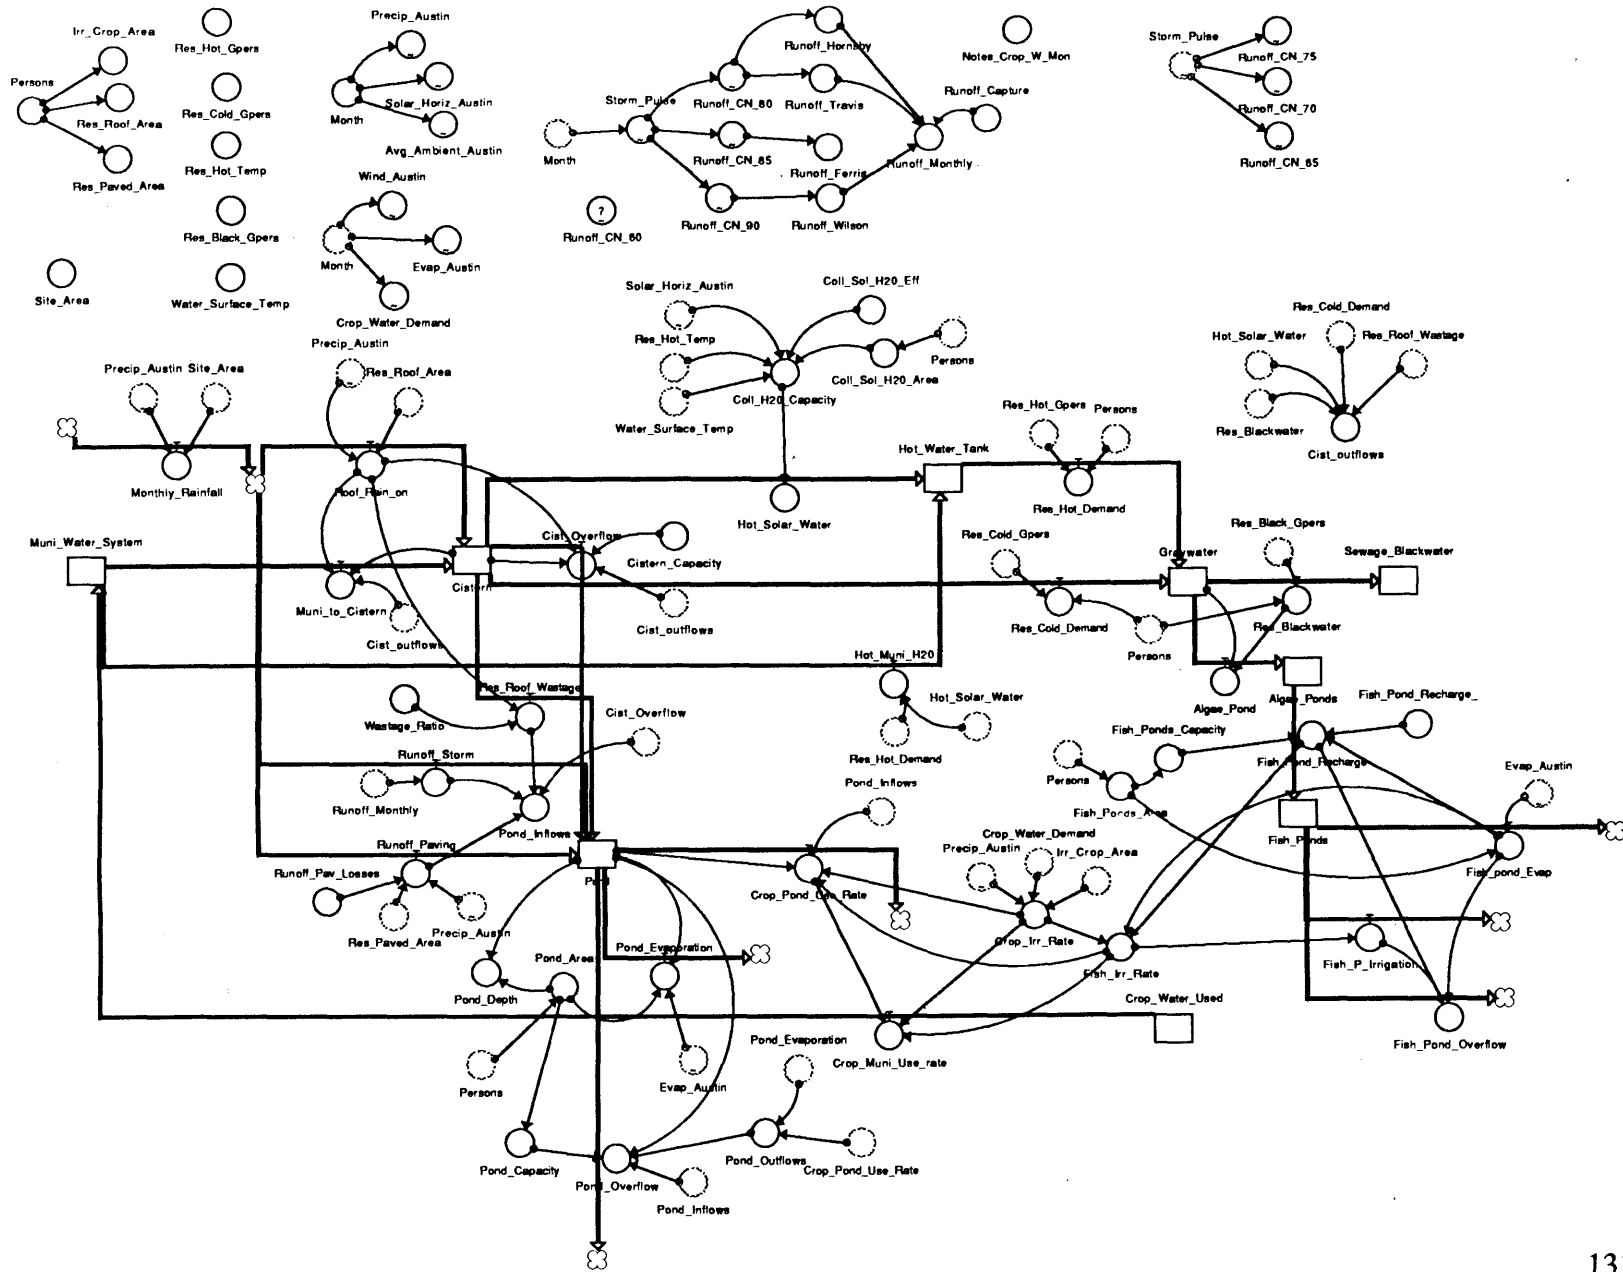 Precip_Austin
Irr_Crop_Area
Res_Hot_Gpers
Runoff_Hornsby
Notes_Crop_W_Mon
Storm_Pulse
Runoff_CN_75
Persons
Res_Roof_Area
Res_Cold_Gpers
Solar_Horiz_Austin
Month
Storm_Pulse
Runoff_CN_80
Runoff_Travis
Runoff_Capture
Runoff_CN_70
Avg_Ambient_Austin
Month
Runoff_CN_85
Runoff_Ferris
Runoff_Monthly
Runoff_CN_65
Res_Hot_Temp
Res_Paved_Area
Wind_Austin
Res_Black_Gpers
Month
Evap_Austin
?
Runoff_CN_60
Runoff_CN_90
Runoff_Wilson
Site_Area
Water_Surface_Temp
Crop_Water_Demand
Solar_Horiz_Austin
Coll_Sol_H20_Eff
Res_Cold_Demand
Hot_Solar_Water
Res_Roof_Wastage
Precip_Austin
Res_Hot_Temp
Persons
Precip_Austin Site_Area
Res_Roof_Area
Coll_Sol_H20_Area
Coll_H20_Capacity
Water_Surface_Temp
Res_Hot_Gpers
Persons
Res_Blackwater
Cist_outflows
Hot_Water_Tank
Monthly_Rainfall
Roof_Rain_on
Hot_Solar_Water
Res_Hot_Demand
Muni_Water_System
Cist_Overflow
Cistern_Capacity
Res_Cold_Gpers
Res_Black_Gpers
Graywater
Sewage_Blackwater
Cistern
Muni_to_Cistern
Cist_outflows
Cist_outflows
Res_Cold_Demand
Res_Blackwater
Persons
Hot_Muni_H20
Res_Roof_Wastage
Wastage_Ratio
Cist_Overflow
Hot_Solar_Water
Algae_Pond
Algae_Ponds
Fish_Pond_Recharge_
Fish_Ponds_Capacity
Runoff_Storm
Res_Hot_Demand
Persons
Fish_Pond_Recharge
Evap_Austin
Runoff_Monthly
Pond_Inflows
Pond_Inflows
Fish_Ponds_Area
Fish_Ponds
Runoff_Paving
Crop_Water_Demand
Precip_Austin
Irr_Crop_Area
Fish_pond_Evap
Runoff_Pav_Losses
Pond
Crop_Pond_Use_Rate
Res_Paved_Area
Precip_Austin
Pond_Evaporation
Crop_Irr_Rate
Fish_Irr_Rate
Fish_P_Irrigation
Pond_Depth
Pond_Area
Crop_Water_Used
Persons
Evap_Austin
Pond_Evaporation
Crop_Muni_Use_rate
Fish_Pond_Overflow
Pond_Capacity
Pond_Overflow
Pond_Outflows
Crop_Pond_Use_Rate
Pond_Inflows